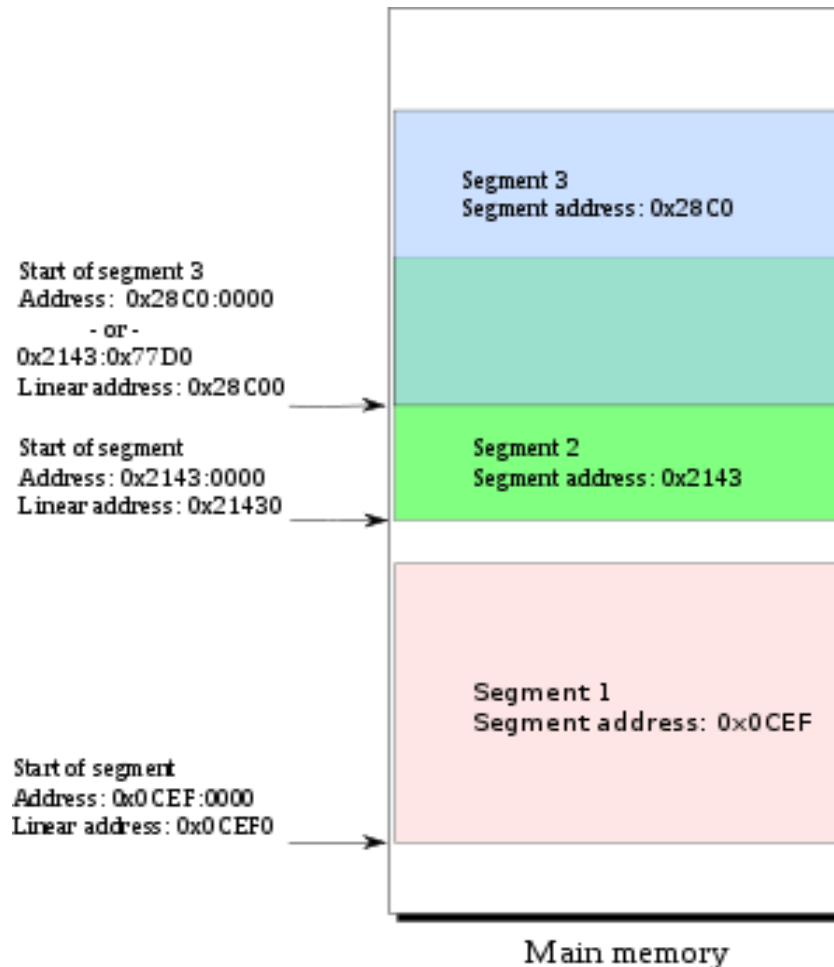 Segment 3
Segment address: 0x28C0
Start of segment 3
Address: 0x28C0:0000
- or -
0x2143:0x77D0
Linear address: 0x28C00
Start of segment
Address: 0x2143:0000
Linear address: 0x21430
Segment 2
Segment address: 0x2143
Segment 1
Segment address: 0x0CEF
Start of segment
Address: 0x0CEF:0000
Linear address: 0x0CEF0
Main memory